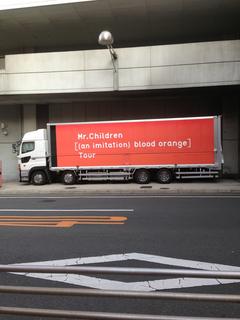 Mr.Children
[(an imitation) blood orange]
Tour